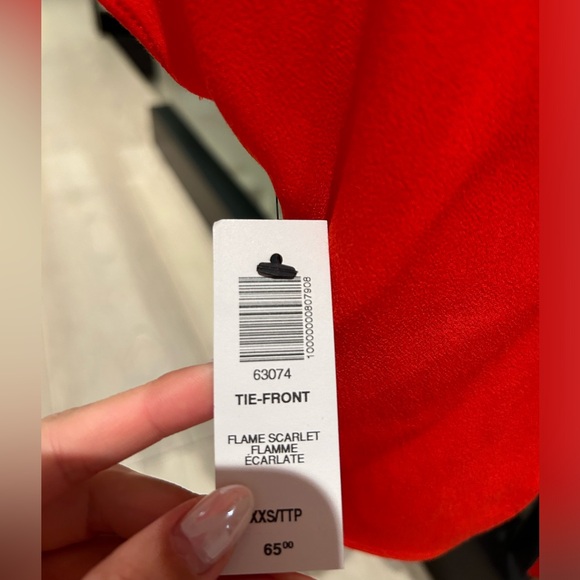 100000000807908
63074
TIE-FRONT
FLAME SCARLET
FLAMME
ÉCARLATE
XXS/TTP
65⁰⁰